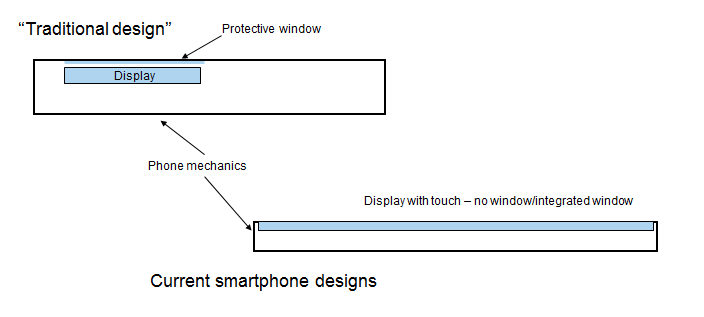 “Traditional design”
Protective window
Display
Phone mechanics
Display with touch – no window/integrated window
Current smartphone designs